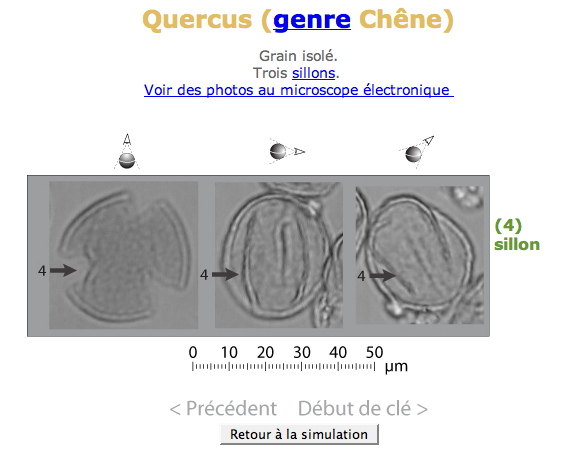 Quercus (genre Chêne)
Grain isolé.
Trois sillons.
Voir des photos au microscope électronique
4
4
4
(4)
sillon
0 10 20 30 40 50
µm
< Précédent Début de clé >
Retour à la simulation